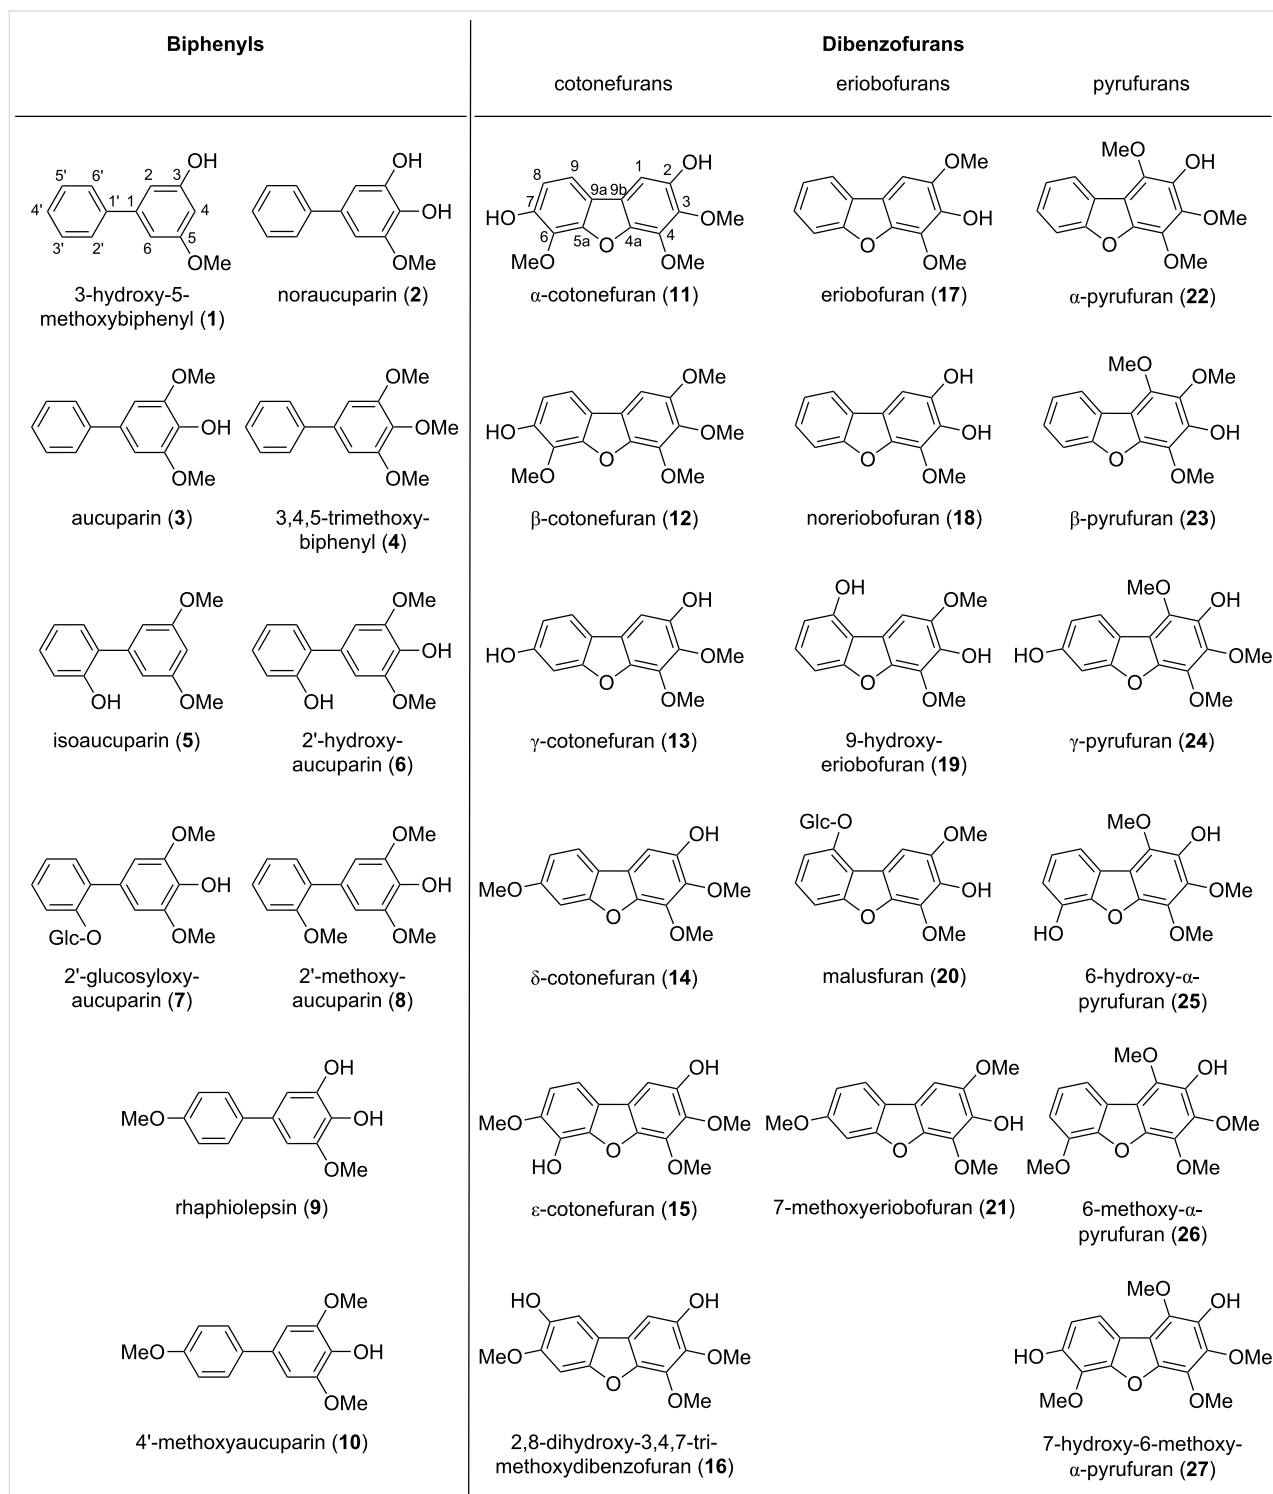 Biphenyls
Dibenzofurans
cotonefurans
eriobofurans
pyrufurans
5'
6'
4'
1'
3'
2'
1
2
3
4
5
6
OH
OMe
3-hydroxy-5-
methoxybiphenyl (1)
OH
OH
OMe
noraucuparin (2)
8
9
1
2
OH
7
9a
9b
3
HO
OMe
6
5a
O
4a
4
MeO
OMe
α-cotonefuran (11)
OMe
OH
O
OMe
eriobofuran (17)
MeO
OH
OMe
O
OMe
α-pyrufuran (22)
OMe
OH
OMe
aucuparin (3)
OMe
OMe
OMe
3,4,5-trimethoxy-
biphenyl (4)
OMe
HO
OMe
MeO
O
OMe
β-cotonefuran (12)
OH
OH
O
OMe
noreriobofuran (18)
MeO
OMe
OH
O
OMe
β-pyrufuran (23)
OMe
OH
OMe
isoaucuparin (5)
OMe
OH
OH
OMe
2'-hydroxy-
aucuparin (6)
OH
HO
OMe
O
OMe
γ-cotonefuran (13)
OH
OMe
OH
O
OMe
9-hydroxy-
eriobofuran (19)
MeO
OH
HO
OMe
O
OMe
γ-pyrufuran (24)
OMe
OH
Glc-O
OMe
2'-glucosyloxy-
aucuparin (7)
OMe
OH
OMe
OMe
2'-methoxy-
aucuparin (8)
OH
MeO
OMe
O
OMe
δ-cotonefuran (14)
Glc-O
OMe
OH
O
OMe
malusfuran (20)
MeO
OH
OMe
HO
O
OMe
6-hydroxy-α-
pyrufuran (25)
OH
MeO
OH
OMe
rhaphiolepsin (9)
OH
MeO
OMe
HO
O
OMe
ε-cotonefuran (15)
OMe
MeO
OH
O
OMe
7-methoxyeriobofuran (21)
MeO
OH
OMe
MeO
O
OMe
6-methoxy-α-
pyrufuran (26)
OMe
MeO
OH
OMe
4'-methoxyaucuparin (10)
HO
OH
MeO
OMe
O
OMe
2,8-dihydroxy-3,4,7-tri-
methoxydibenzofuran (16)
MeO
OH
HO
OMe
MeO
O
OMe
7-hydroxy-6-methoxy-
α-pyrufuran (27)